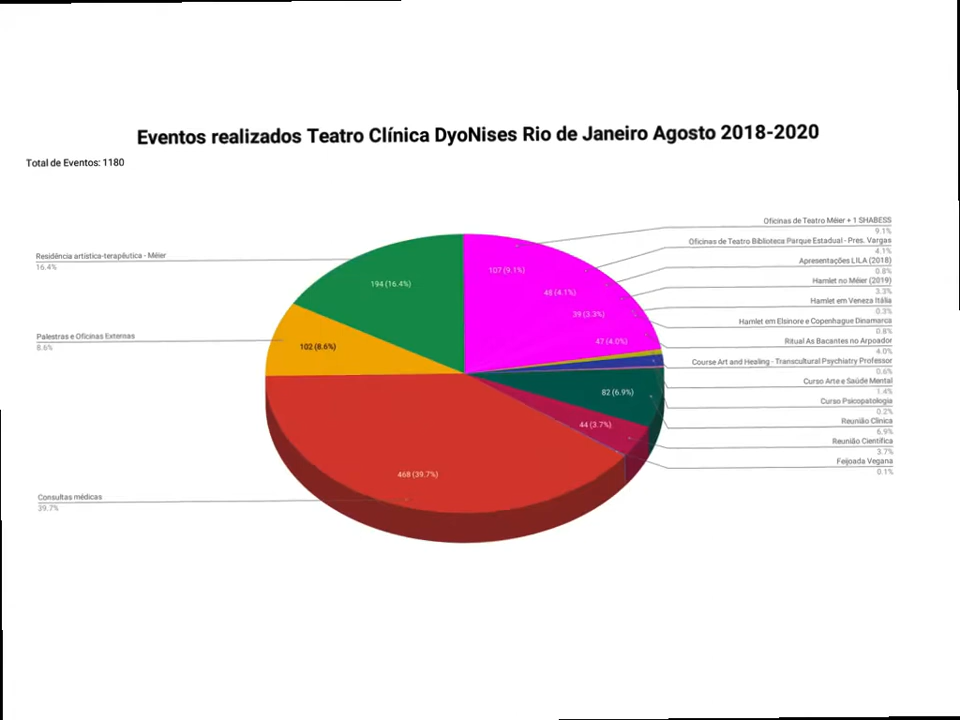 Eventos realizados Teatro Clínica DyoNises Rio de Janeiro Agosto 2018-2020
Total de Eventos: 1180
Oficinas de Teatro Méier + 1 SHABESS
9.1%
Oficinas de Teatro Biblioteca Parque Estadual - Pres. Vargas
4.1%
Apresentações LILA (2018)
0.8%
Hamlet no Méier (2019)
3.3%
Hamlet em Veneza Itália
0.3%
Hamlet em Elsinore e Copenhague Dinamarca
0.8%
Ritual As Bacantes no Arpoador
4.0%
Course Art and Healing - Transcultural Psychiatry Professor
0.6%
Curso Arte e Saúde Mental
1.4%
Curso Psicopatologia
0.2%
Reunião Clínica
6.9%
Reunião Científica
3.7%
Feijoada Vegana
0.1%
Residência artística-terapêutica - Méier
16.4%
Palestras e Oficinas Externas
8.6%
Consultas médicas
39.7%
107 (9.1%)
48 (4.1%)
39 (3.3%)
47 (4.0%)
82 (6.9%)
44 (3.7%)
468 (39.7%)
102 (8.6%)
194 (16.4%)